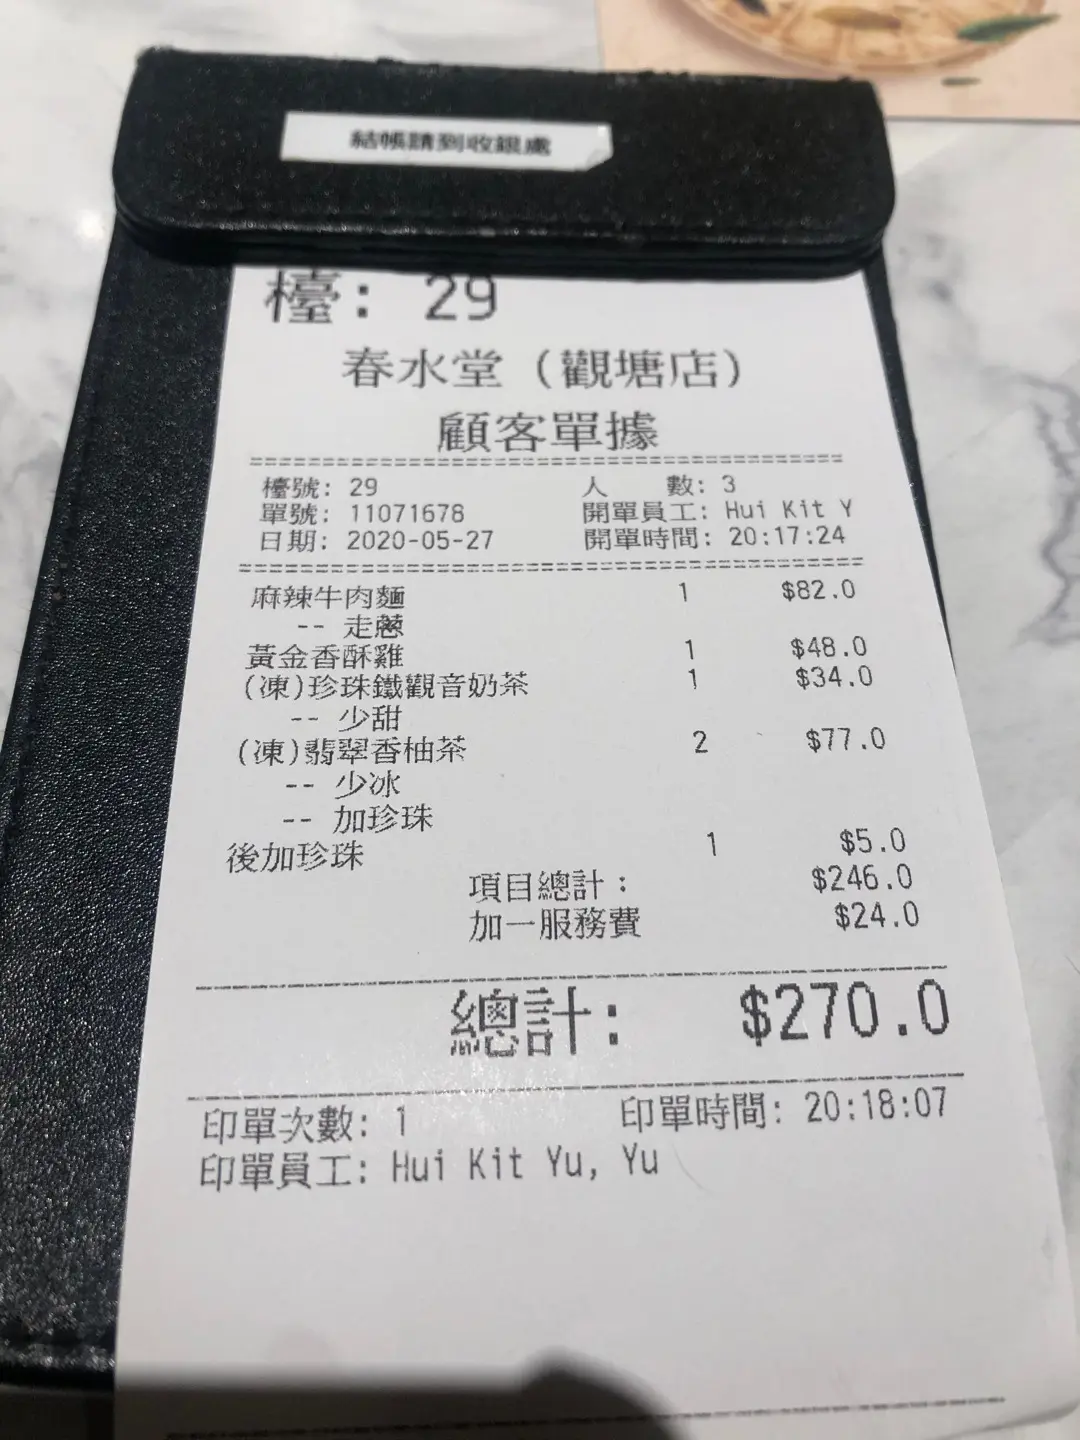 結帳請到收銀處
檯: 29
春水堂 (觀塘店)
顧客單據
檯號: 29 人 數: 3
單號: 11071678 開單員工: Hui Kit Y
日期: 2020-05-27 開單時間: 20:17:24
麻辣牛肉麵 1 $82.0
-- 走蔥
黃金香酥雞 1 $48.0
(凍)珍珠鐵觀音奶茶 1 $34.0
-- 少甜
(凍)翡翠香柚茶 2 $77.0
-- 少冰
-- 加珍珠
後加珍珠 1 $5.0
項目總計: $246.0
加一服務費 $24.0
總計: $270.0
印單次數: 1 印單時間: 20:18:07
印單員工: Hui Kit Yu, Yu